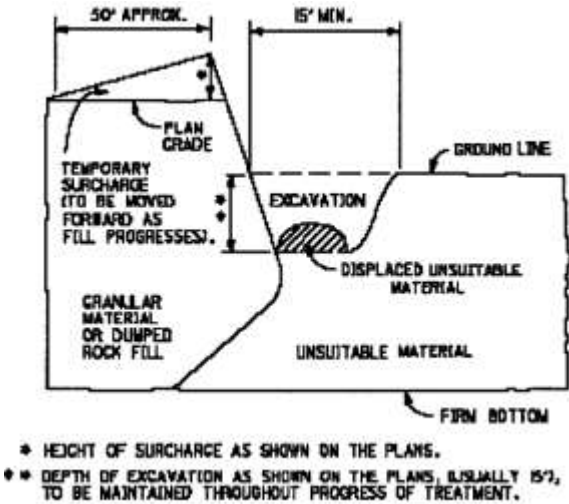 50' APPROX.
15' MIN.
*
PLAN
GRADE
GROUND LINE
TEMPORARY
SURCHARGE
(TO BE MOVED
FORWARD AS
FILL PROGRESSES).
* *
EXCAVATION
DISPLACED UNSUITABLE
MATERIAL
GRANULAR
MATERIAL
OR DUMPED
ROCK FILL
UNSUITABLE MATERIAL
FIRM BOTTOM
* HEIGHT OF SURCHARGE AS SHOWN ON THE PLANS.
* * DEPTH OF EXCAVATION AS SHOWN ON THE PLANS, (USUALLY 15'),
TO BE MAINTAINED THROUGHOUT PROGRESS OF TREATMENT